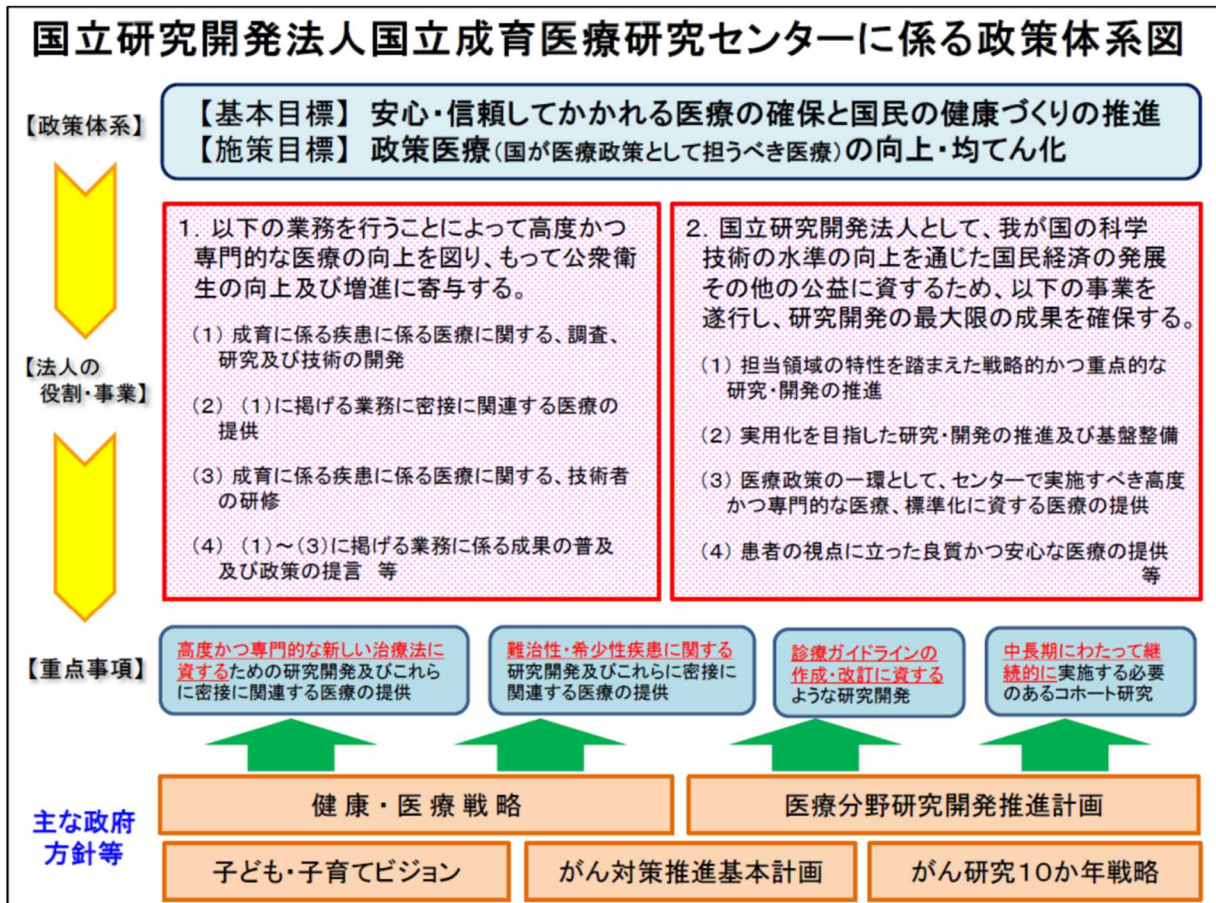 国立研究開発法人国立成育医療研究センターに係る政策体系図
【政策体系】
【基本目標】 安心・信頼してかかれる医療の確保と国民の健康づくりの推進
【施策目標】 政策医療(国が医療政策として担うべき医療)の向上・均てん化
【法人の
役割・事業】
1. 以下の業務を行うことによって高度かつ
専門的な医療の向上を図り、もって公衆衛
生の向上及び増進に寄与する。
(1) 成育に係る疾患に係る医療に関する、調査、
研究及び技術の開発
(2) (1)に掲げる業務に密接に関連する医療の
提供
(3) 成育に係る疾患に係る医療に関する、技術者
の研修
(4) (1)~(3)に掲げる業務に係る成果の普及
及び政策の提言 等
2. 国立研究開発法人として、我が国の科学
技術の水準の向上を通じた国民経済の発展
その他の公益に資するため、以下の事業を
遂行し、研究開発の最大限の成果を確保する。
(1) 担当領域の特性を踏まえた戦略的かつ重点的な
研究・開発の推進
(2) 実用化を目指した研究・開発の推進及び基盤整備
(3) 医療政策の一環として、センターで実施すべき高度
かつ専門的な医療、標準化に資する医療の提供
(4) 患者の視点に立った良質かつ安心な医療の提供
等
【重点事項】
高度かつ専門的な新しい治療法に
資するための研究開発及びこれら
に密接に関連する医療の提供
難治性・希少性疾患に関する
研究開発及びこれらに密接に
関連する医療の提供
診療ガイドラインの
作成・改訂に資する
ような研究開発
中長期にわたって継
続的に実施する必要
のあるコホート研究
主な政府
方針等
健康・医療戦略
医療分野研究開発推進計画
子ども・子育てビジョン
がん対策推進基本計画
がん研究10か年戦略